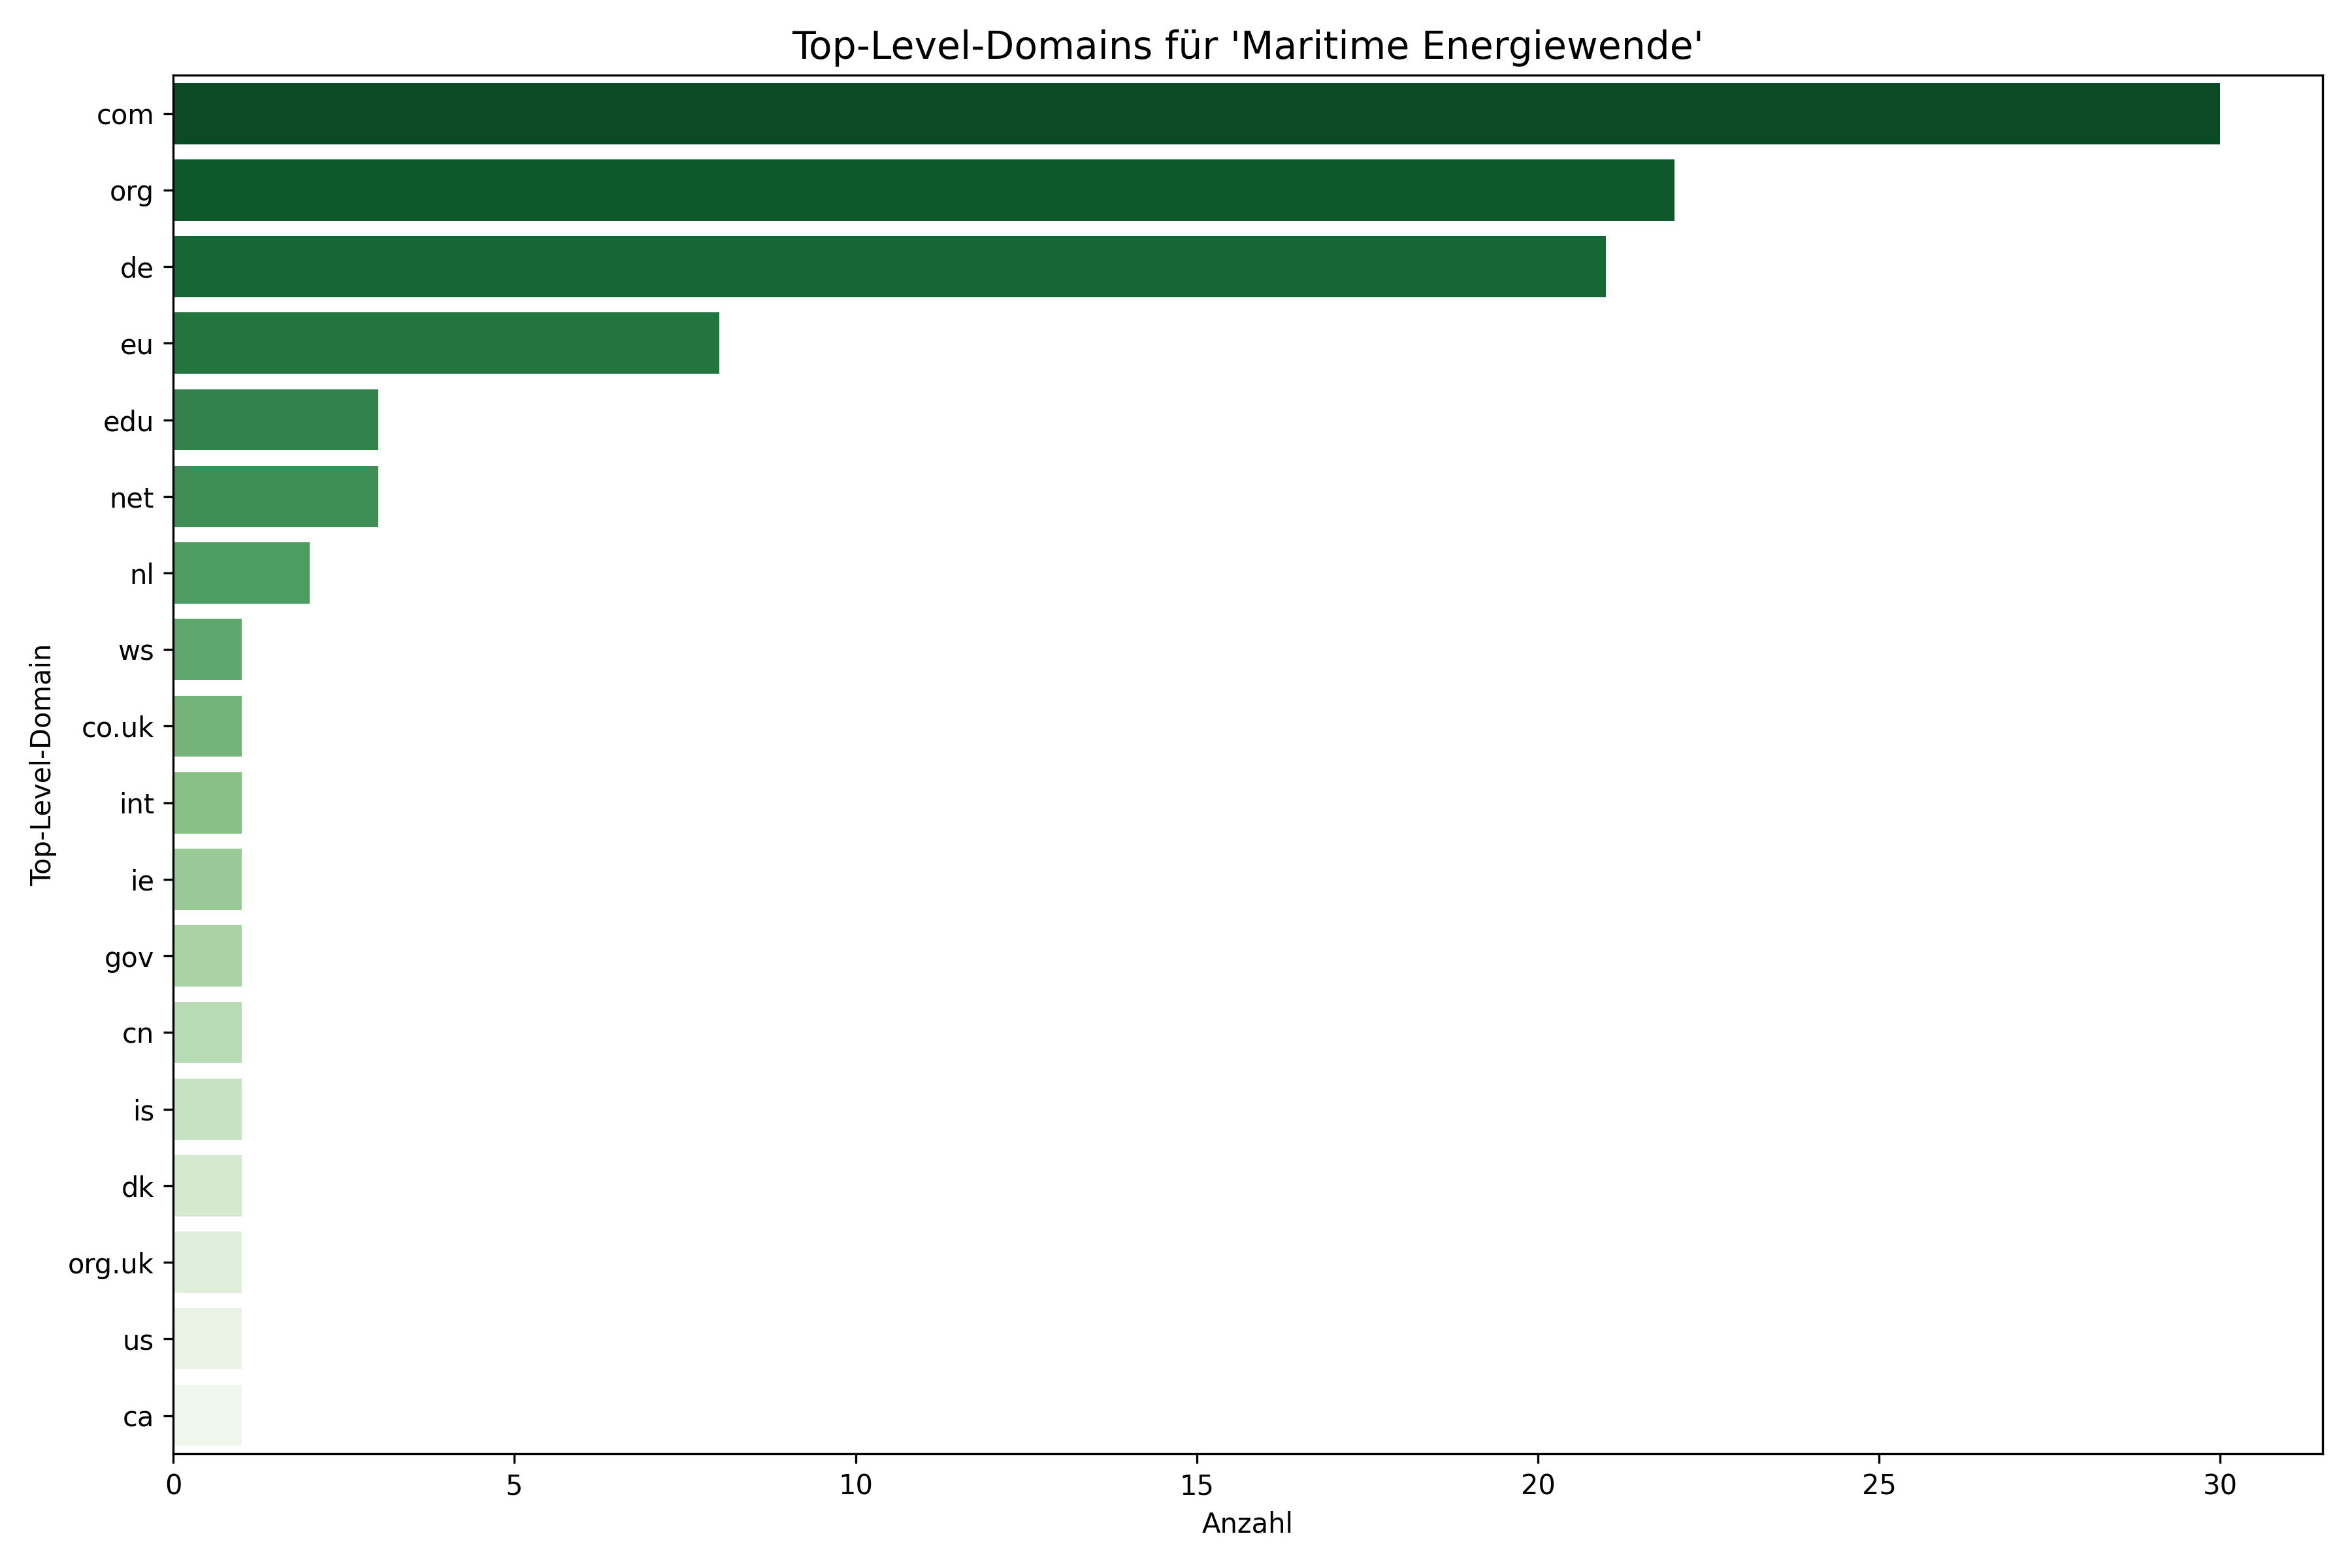 Top-Level-Domains für 'Maritime Energiewende'
Top-Level-Domain
com
org
de
eu
edu
net
nl
ws
co.uk
int
ie
gov
cn
is
dk
org.uk
us
ca
0 5 10 15 20 25 30
Anzahl